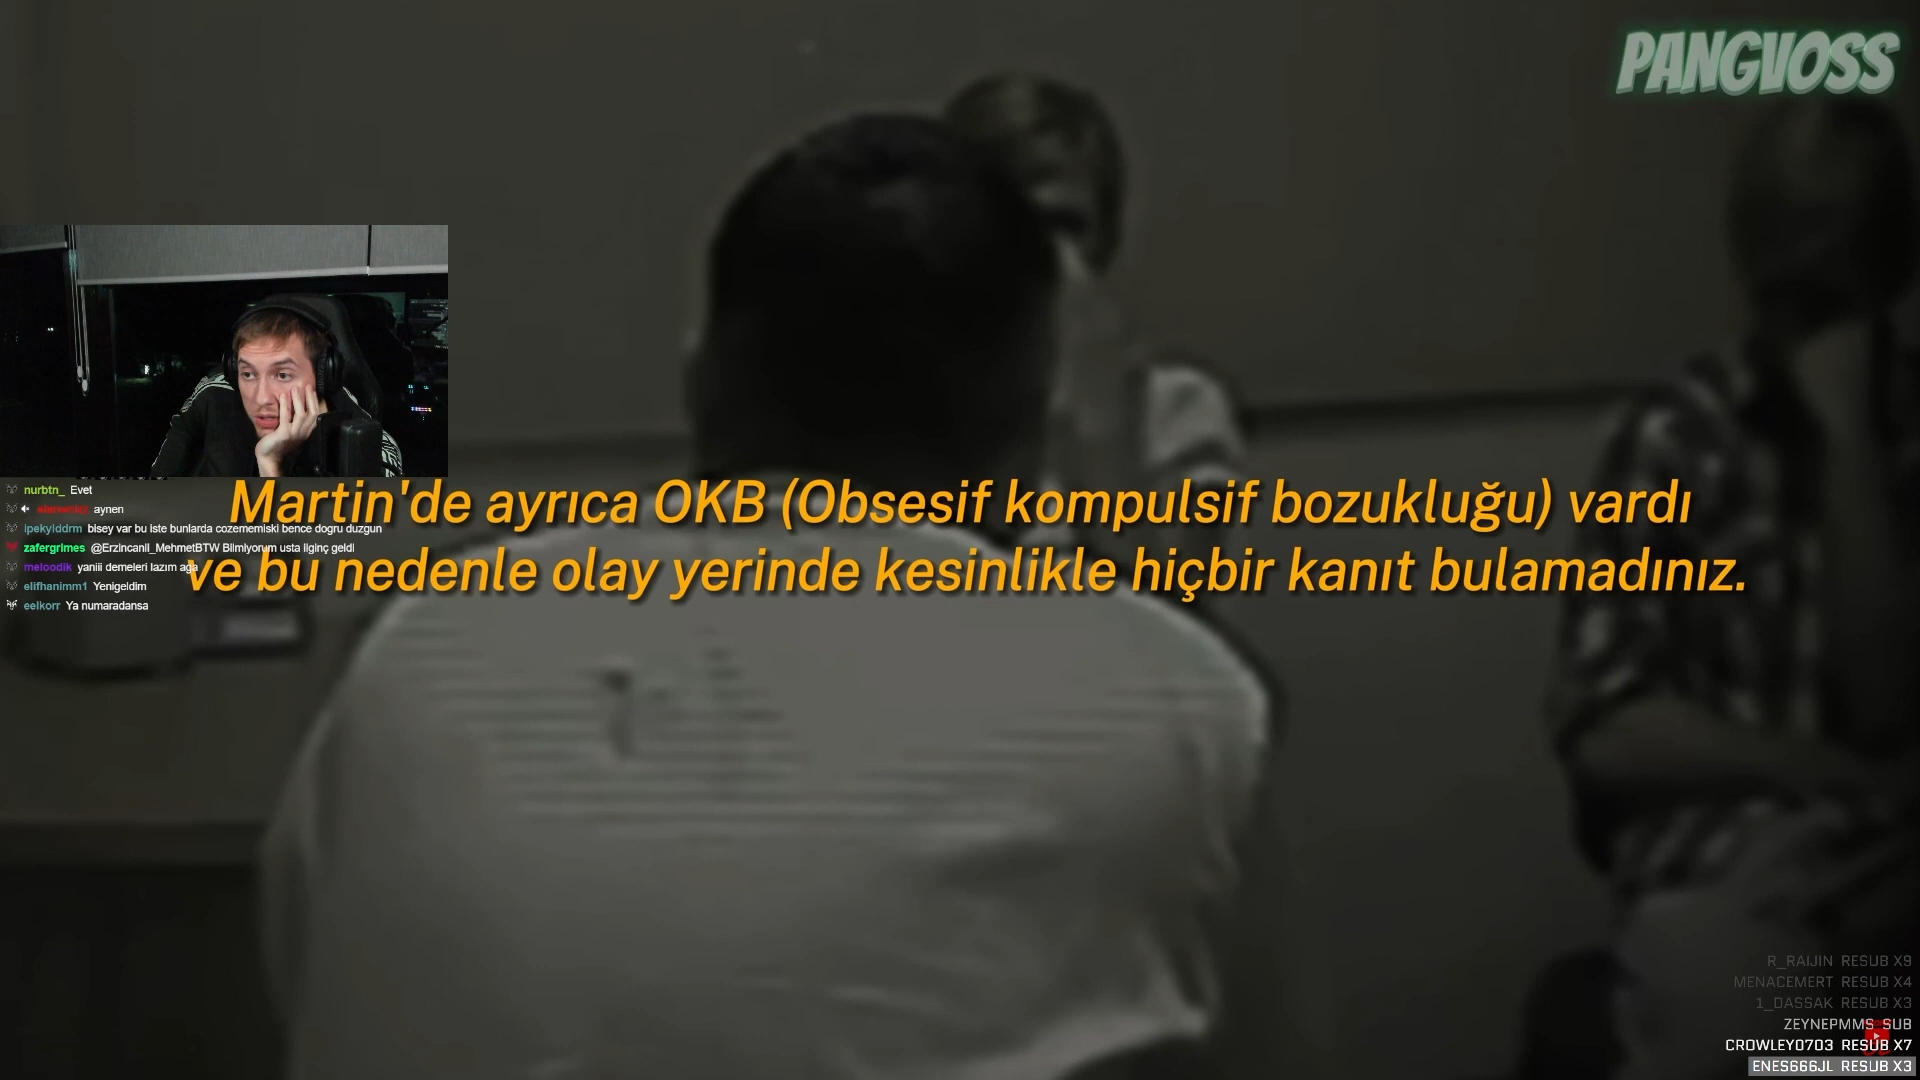 PANGVOSS
nurbtn_ Evet
aynen
ipekylddrm bisey var bu iste bunlarda cozememiski bence dogru duzgun
zafergrimes @Erzincanli_MehmetBTW Bilmiyorum usta ilginç geldi
meloodik yaniii demeleri lazım aga
elifhanimm1 Yenigeldim
eelkorr Ya numaradansa
Martin'de ayrıca OKB (Obsesif kompulsif bozukluğu) vardı
ve bu nedenle olay yerinde kesinlikle hiçbir kanıt bulamadınız.
R_RAIJIN RESUB X9
MENACEMERT RESUB X4
1_DASSAK RESUB X3
ZEYNEPMMS SUB
CROWLEY0703 RESUB X7
ENES666JL RESUB X3